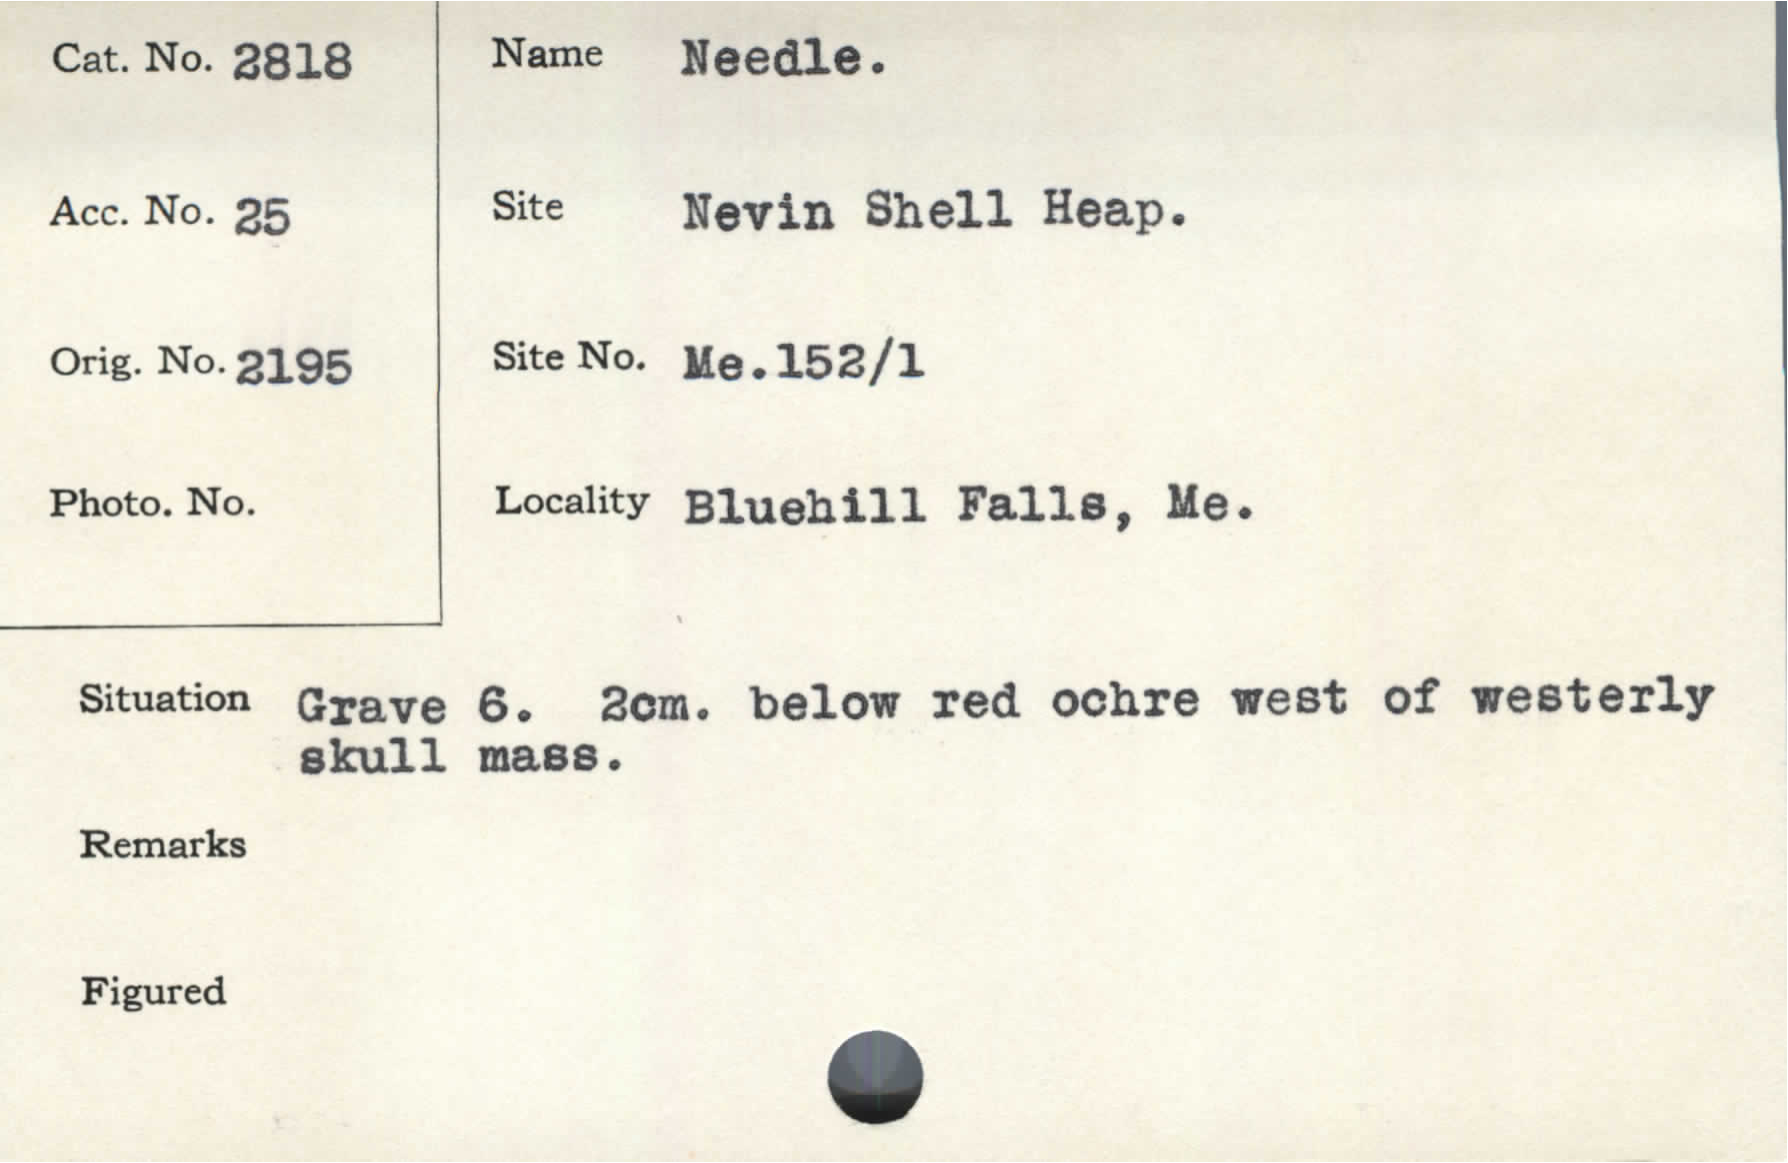 Cat. No. 2818
Acc. No. 25
Orig. No. 2195
Photo. No.
Name Needle.
Site Nevin Shell Heap.
Site No. Me.152/1
Locality Bluehill Falls, Me.
Situation Grave 6. 2cm. below red ochre west of westerly
skull mass.
Remarks
Figured